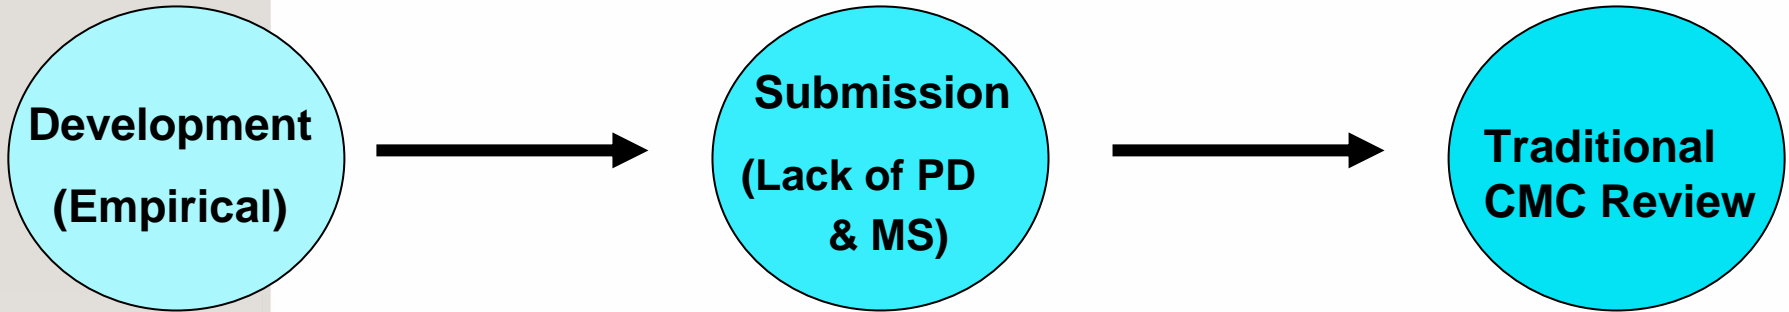 Development
(Empirical)
Submission
(Lack of PD
& MS)
Traditional
CMC Review